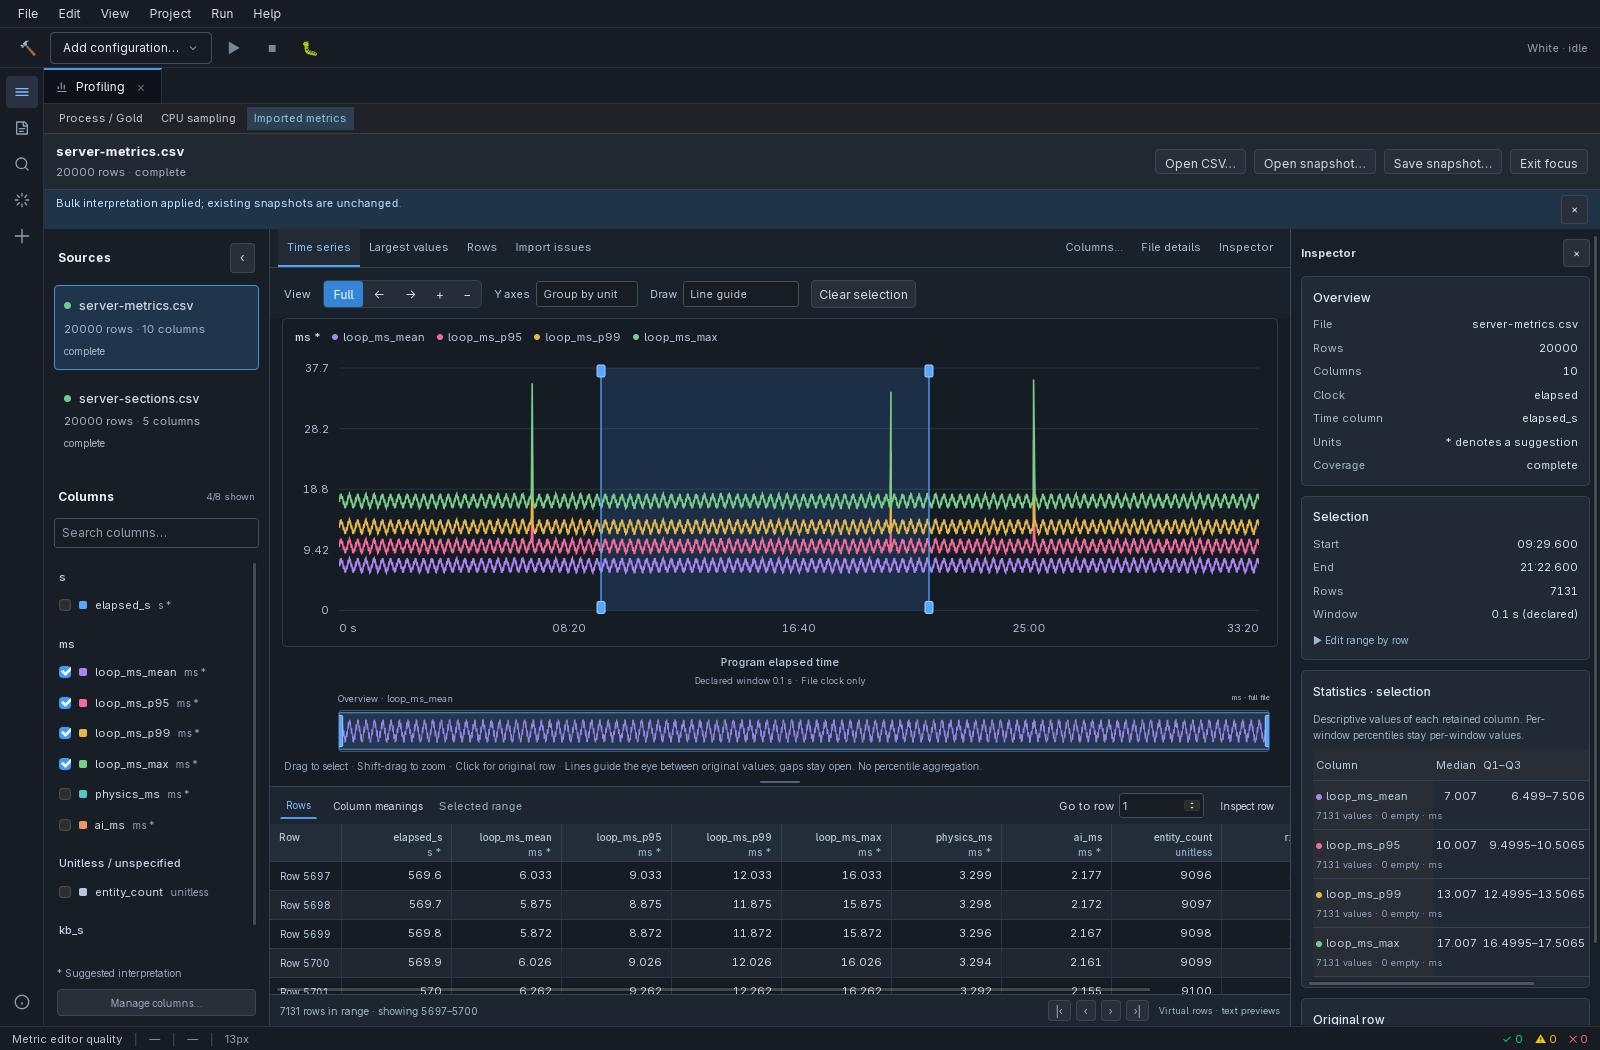 File Edit View Project Run Help
Add configuration...
White · idle
Profiling ×
Process / Gold CPU sampling Imported metrics
server-metrics.csv
20000 rows · complete
Open CSV... Open snapshot... Save snapshot... Exit focus
Bulk interpretation applied; existing snapshots are unchanged.
Sources
server-metrics.csv
20000 rows · 10 columns
complete
server-sections.csv
20000 rows · 5 columns
complete
Columns 4/8 shown
Search columns...
s
elapsed_s s *
ms
loop_ms_mean ms *
loop_ms_p95 ms *
loop_ms_p99 ms *
loop_ms_max ms *
physics_ms ms *
ai_ms ms *
Unitless / unspecified
entity_count unitless
kb_s
* Suggested interpretation
Manage columns...
Time series Largest values Rows Import issues
Columns... File details Inspector
View Full ← → + − Y axes Group by unit Draw Line guide Clear selection
ms * loop_ms_mean loop_ms_p95 loop_ms_p99 loop_ms_max
37.7
28.2
18.8
9.42
0
0 s 08:20 16:40 25:00 33:20
Program elapsed time
Declared window 0.1 s · File clock only
Overview · loop_ms_mean ms · full file
Drag to select · Shift-drag to zoom · Click for original row · Lines guide the eye between original values; gaps stay open. No percentile aggregation.
Rows Column meanings Selected range Go to row 1 Inspect row
Row elapsed_s loop_ms_mean loop_ms_p95 loop_ms_p99 loop_ms_max physics_ms ai_ms entity_count
s * ms * ms * ms * ms * ms * ms * unitless
Row 5697 569.6 6.033 9.033 12.033 16.033 3.299 2.177 9096
Row 5698 569.7 5.875 8.875 11.875 15.875 3.298 2.172 9097
Row 5699 569.8 5.872 8.872 11.872 15.872 3.296 2.167 9098
Row 5700 569.9 6.026 9.026 12.026 16.026 3.294 2.161 9099
Row 5701 570 6.262 9.262 12.262 16.262 3.292 2.155 9100
7131 rows in range · showing 5697–5700 Virtual rows · text previews
Inspector ×
Overview
File server-metrics.csv
Rows 20000
Columns 10
Clock elapsed
Time column elapsed_s
Units * denotes a suggestion
Coverage complete
Selection
Start 09:29.600
End 21:22.600
Rows 7131
Window 0.1 s (declared)
▶ Edit range by row
Statistics · selection
Descriptive values of each retained column. Per-
window percentiles stay per-window values.
Column Median Q1–Q3
loop_ms_mean 7.007 6.499–7.506
7131 values · 0 empty · ms
loop_ms_p95 10.007 9.4995–10.5065
7131 values · 0 empty · ms
loop_ms_p99 13.007 12.4995–13.5065
7131 values · 0 empty · ms
loop_ms_max 17.007 16.4995–17.5065
7131 values · 0 empty · ms
Original row
Metric editor quality — — 13px
0 0 0